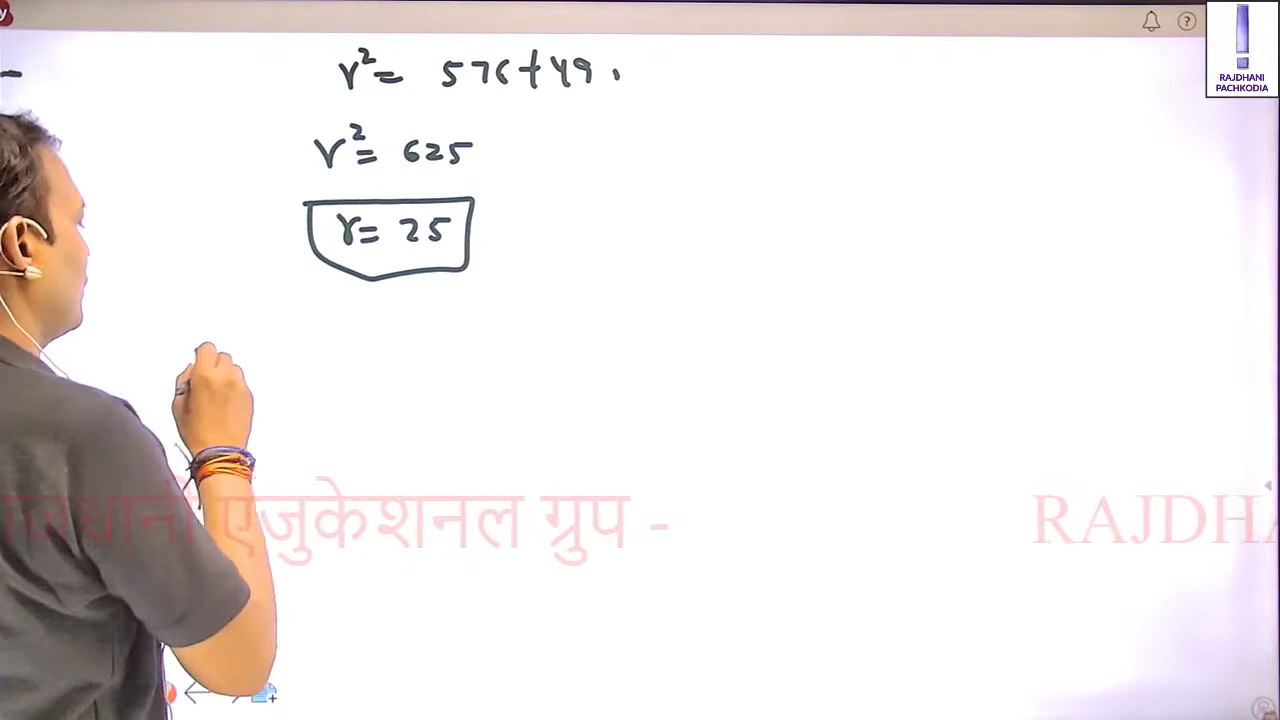 y
RAJDHANI
PACHKODIA
r² = 576 + 49
r² = 625
r = 25
राजधानी एजुकेशनल ग्रुप - RAJDHA